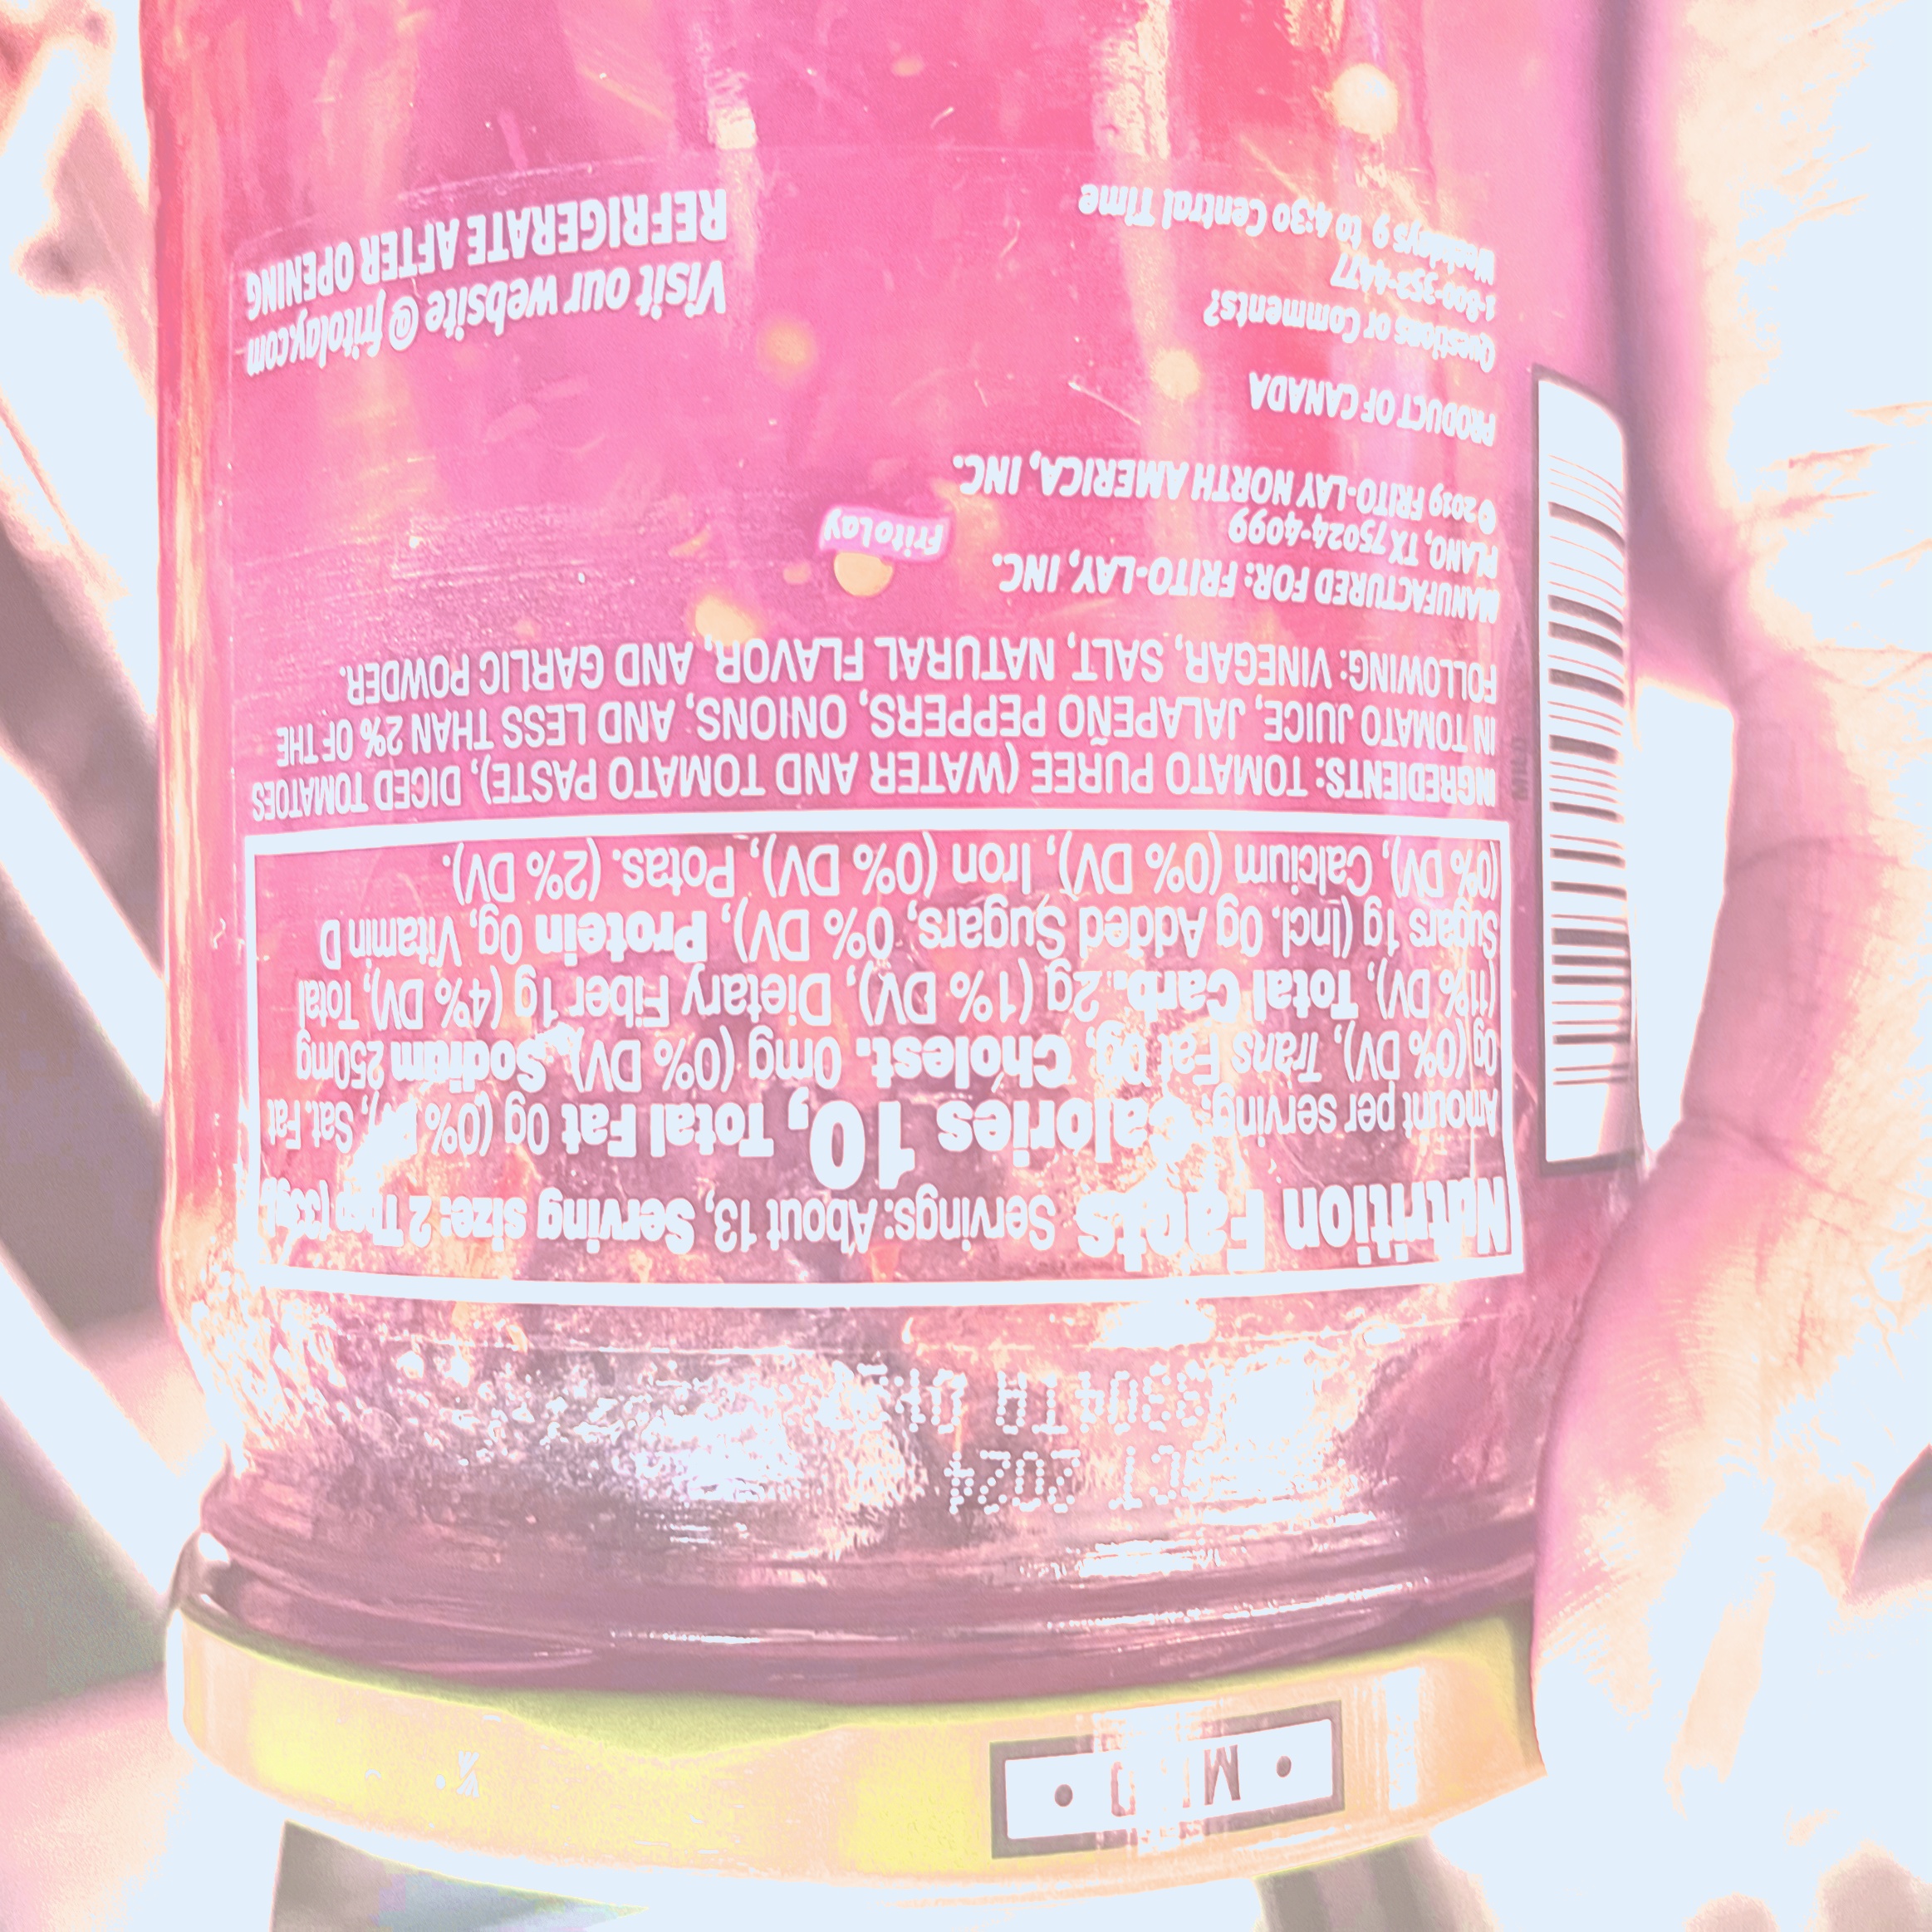 • MILD •
OCT 2024
Nutrition Facts Servings: About 13, Serving size: 2 Tbsp (33g)
Amount per serving: Calories 10, Total Fat 0g (0% DV), Sat. Fat
0g (0% DV), Trans Fat 0g, Cholest. 0mg (0% DV), Sodium 250mg
(11% DV), Total Carb. 2g (1% DV), Dietary Fiber 1g (4% DV), Total
Sugars 1g (Incl. 0g Added Sugars, 0% DV), Protein 0g, Vitamin D
(0% DV), Calcium (0% DV), Iron (0% DV), Potas. (2% DV).
INGREDIENTS: TOMATO PURÉE (WATER AND TOMATO PASTE), DICED TOMATOES
IN TOMATO JUICE, JALAPEÑO PEPPERS, ONIONS, AND LESS THAN 2% OF THE
FOLLOWING: VINEGAR, SALT, NATURAL FLAVOR, AND GARLIC POWDER.
MANUFACTURED FOR: FRITO-LAY, INC.
PLANO, TX 75024-4099
© 2019 FRITO-LAY NORTH AMERICA, INC.
FritoLay
PRODUCT OF CANADA
Questions or Comments?
1-800-352-4477
Weekdays 9 to 4:30 Central Time
Visit our website @ fritolay.com
REFRIGERATE AFTER OPENING
MILD